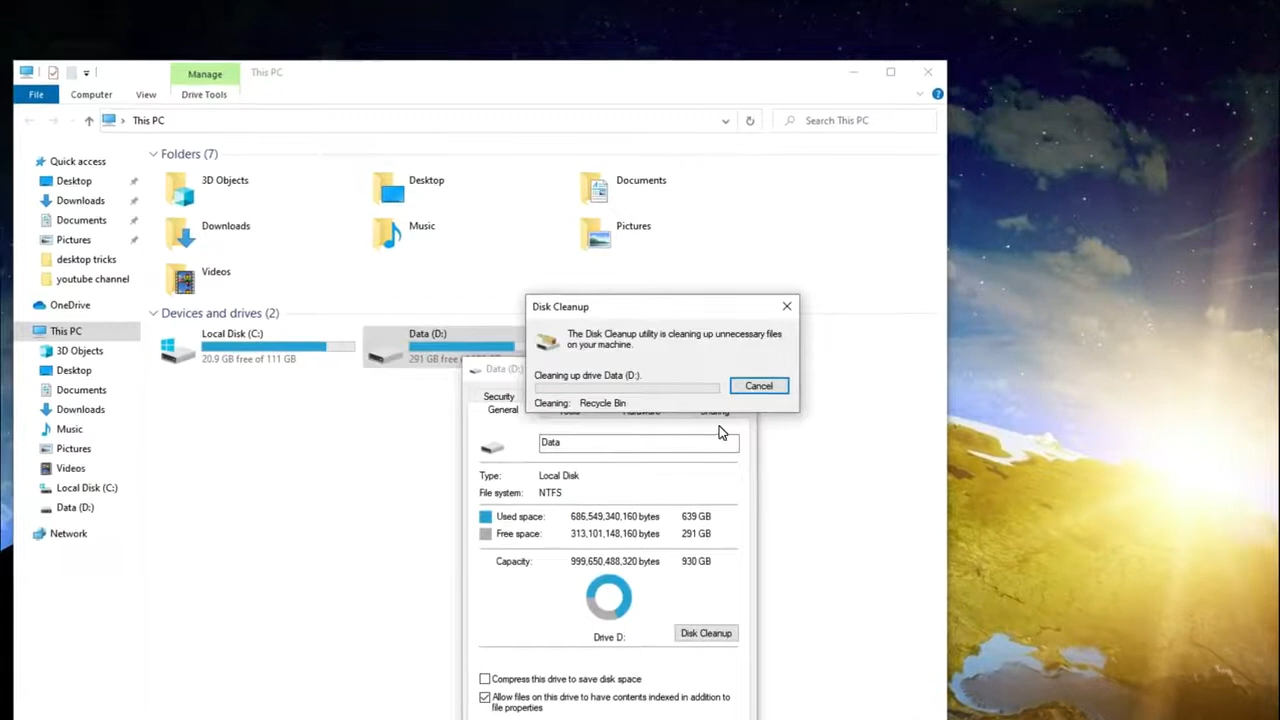 Manage
This PC
File
Computer
View
Drive Tools
This PC
Search This PC
Quick access
Desktop
Downloads
Documents
Pictures
desktop tricks
youtube channel
OneDrive
This PC
3D Objects
Desktop
Documents
Downloads
Music
Pictures
Videos
Local Disk (C:)
Data (D:)
Network
Folders (7)
3D Objects
Desktop
Documents
Downloads
Music
Pictures
Videos
Devices and drives (2)
Local Disk (C:)
20.9 GB free of 111 GB
Data (D:)
291 GB free
Disk Cleanup
The Disk Cleanup utility is cleaning up unnecessary files
on your machine.
Cleaning up drive Data (D:).
Cancel
Cleaning: Recycle Bin
Data (D:)
Security
General
Tools
Hardware
Sharing
Data
Type: Local Disk
File system: NTFS
Used space: 686,549,340,160 bytes 639 GB
Free space: 313,101,148,160 bytes 291 GB
Capacity: 999,650,488,320 bytes 930 GB
Drive D:
Disk Cleanup
Compress this drive to save disk space
Allow files on this drive to have contents indexed in addition to
file properties